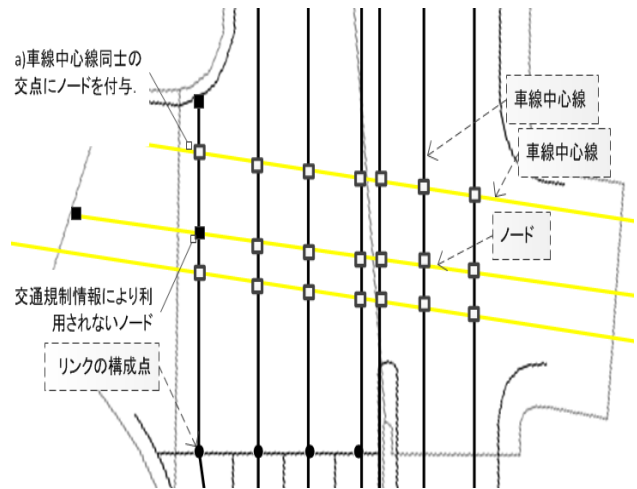 a)車線中心線同士の
交点にノードを付与.
車線中心線
車線中心線
ノード
交通規制情報により利
用されないノード
リンクの構成点